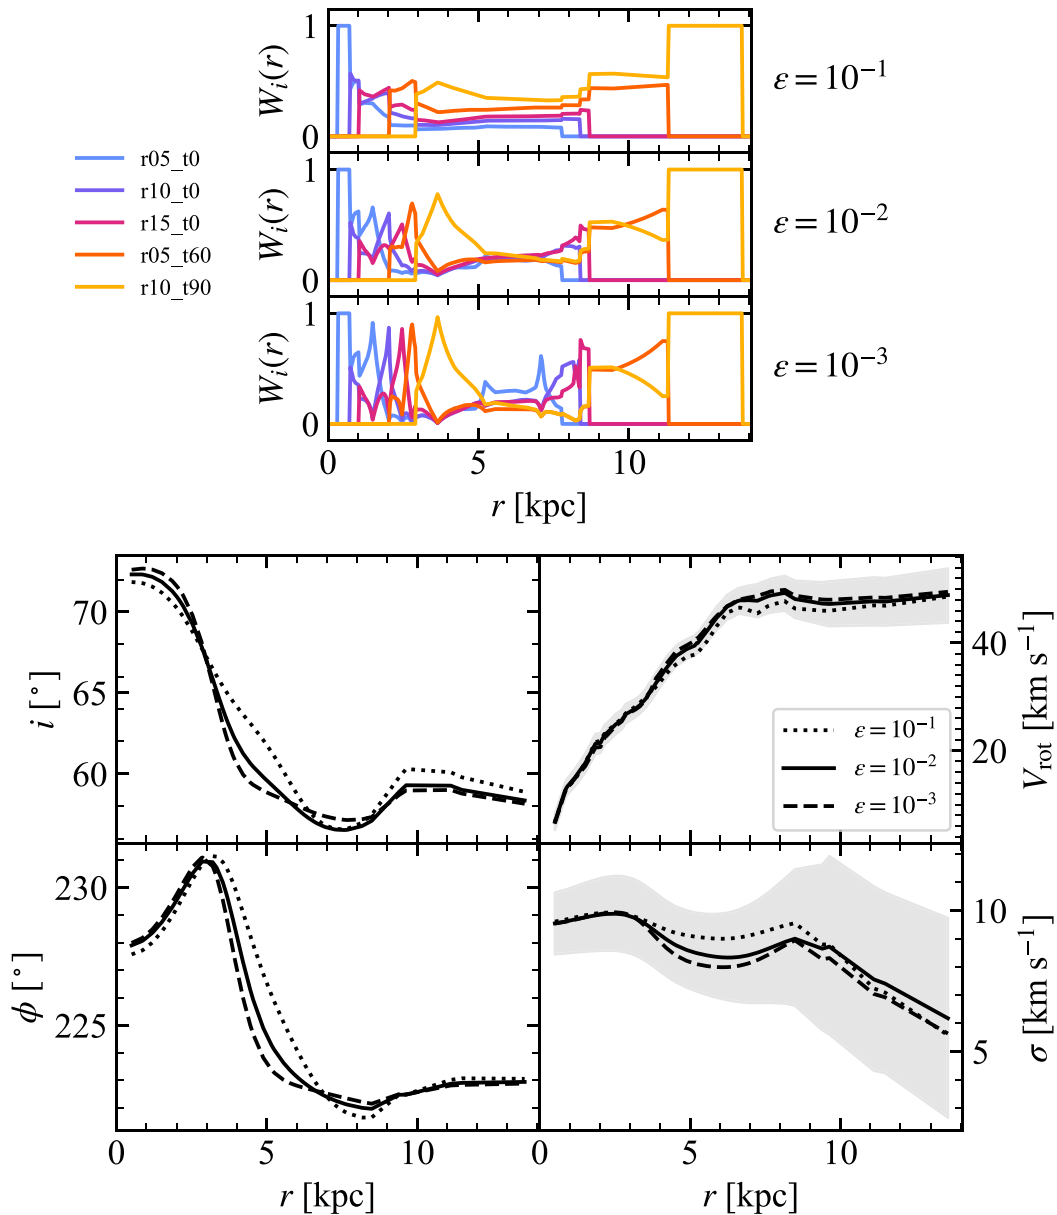 1
W_i(r)
0
ε = 10⁻¹
r05_t0
r10_t0
r15_t0
r05_t60
r10_t90
1
W_i(r)
0
ε = 10⁻²
1
W_i(r)
0
ε = 10⁻³
0 5 10
r [kpc]
70
65
60
i [°]
40
20
V_rot [km s⁻¹]
ε = 10⁻¹
ε = 10⁻²
ε = 10⁻³
230
225
ϕ [°]
10
5
σ [km s⁻¹]
0 5 10 0 5 10
r [kpc] r [kpc]